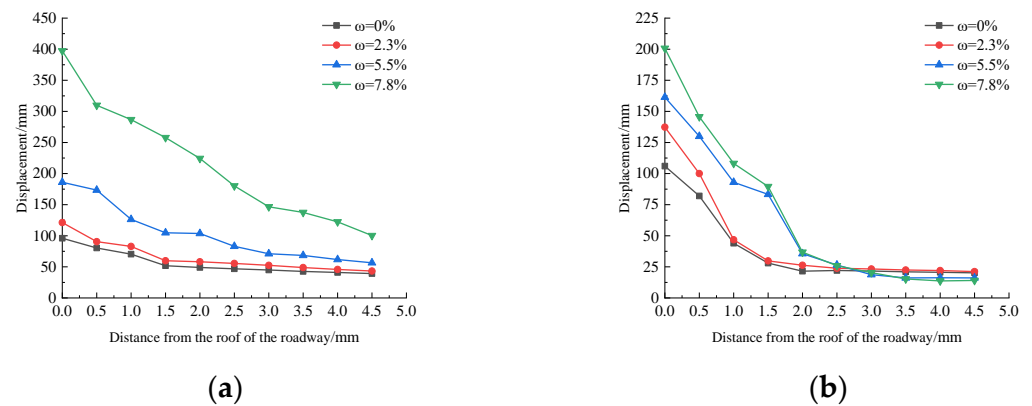 450
400
350
300
250
200
150
100
50
0
Displacement/mm
ω=0%
ω=2.3%
ω=5.5%
ω=7.8%
0.0 0.5 1.0 1.5 2.0 2.5 3.0 3.5 4.0 4.5 5.0
Distance from the roof of the roadway/mm
(a)
225
200
175
150
125
100
75
50
25
0
Displacement/mm
ω=0%
ω=2.3%
ω=5.5%
ω=7.8%
0.0 0.5 1.0 1.5 2.0 2.5 3.0 3.5 4.0 4.5 5.0
Distance from the roof of the roadway/mm
(b)